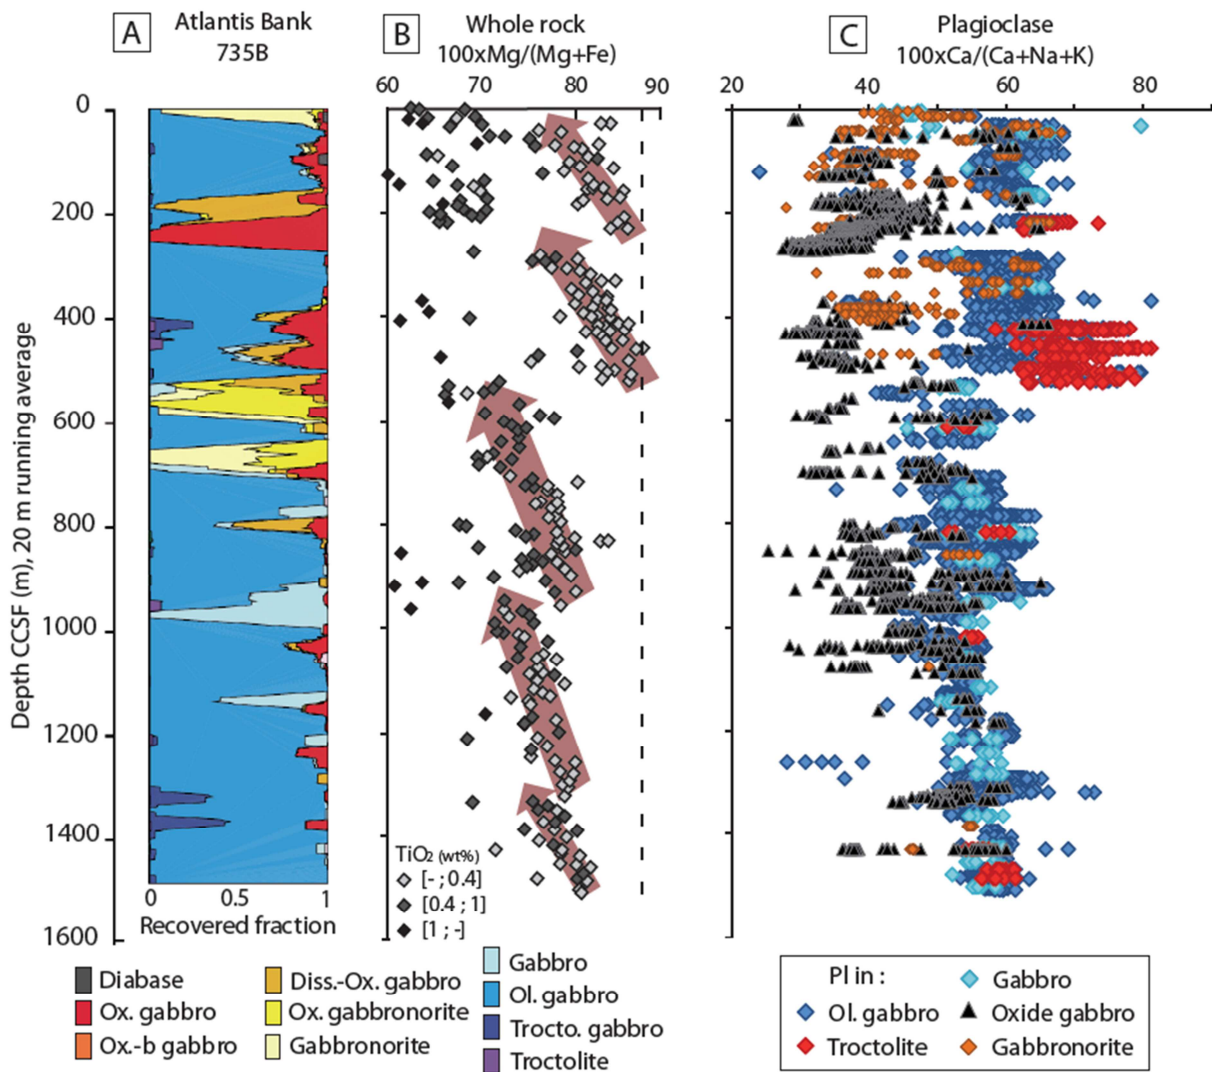 A
Atlantis Bank
735B
B
Whole rock
100xMg/(Mg+Fe)
C
Plagioclase
100xCa/(Ca+Na+K)
60
70
80
90
20
40
60
80
0
200
400
600
800
1000
1200
1400
1600
Depth CCSF (m), 20 m running average
0
0.5
1
Recovered fraction
TiO₂ (wt%)
[- ; 0.4]
[0.4 ; 1]
[1 ; -]
Diabase
Ox. gabbro
Ox.-b gabbro
Diss.-Ox. gabbro
Ox. gabbronorite
Gabbronorite
Gabbro
Ol. gabbro
Trocto. gabbro
Troctolite
Pl in :
Ol. gabbro
Troctolite
Gabbro
Oxide gabbro
Gabbronorite